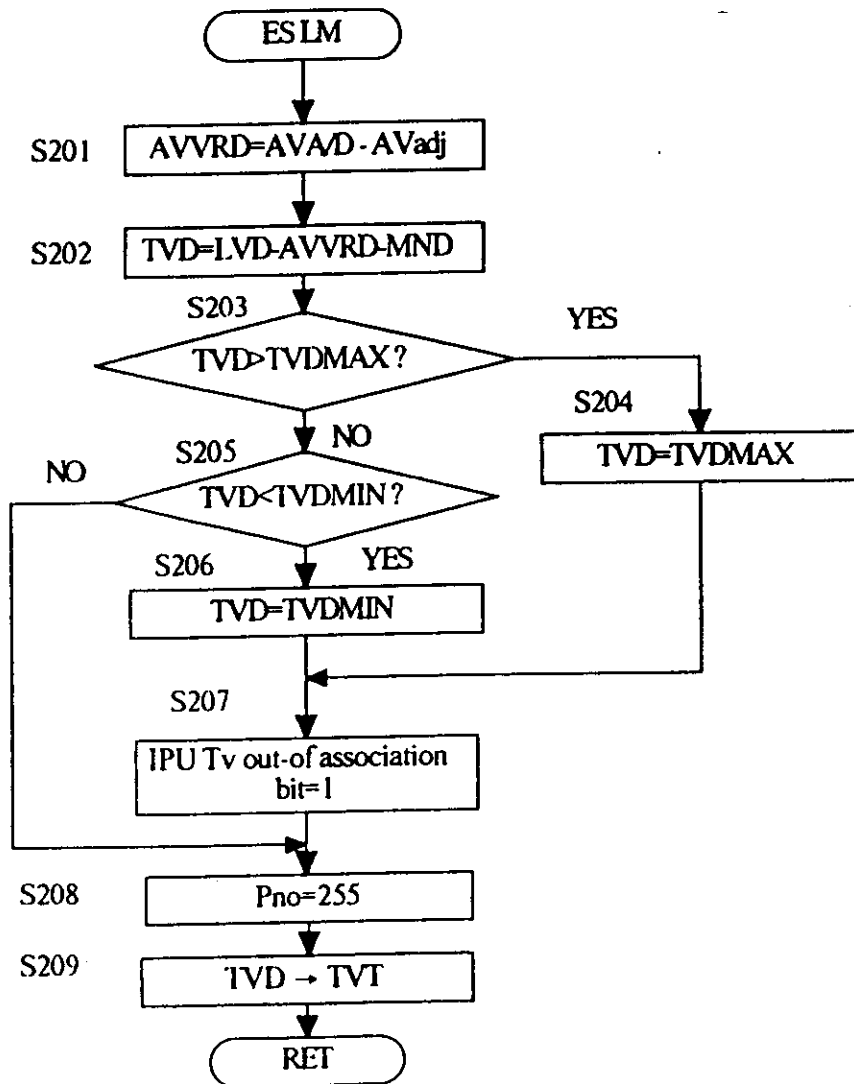 ES LM
S201
AVVRD=AVA/D - AVadj
S202
TVD=LVD-AVVRD-MND
S203
YES
TVD>TVDMAX?
S204
TVD=TVDMAX
NO
S205
NO
TVD<TVDMIN?
S206
YES
TVD=TVDMIN
S207
IPU Tv out-of association
bit=1
S208
Pno=255
S209
TVD → TVT
RET